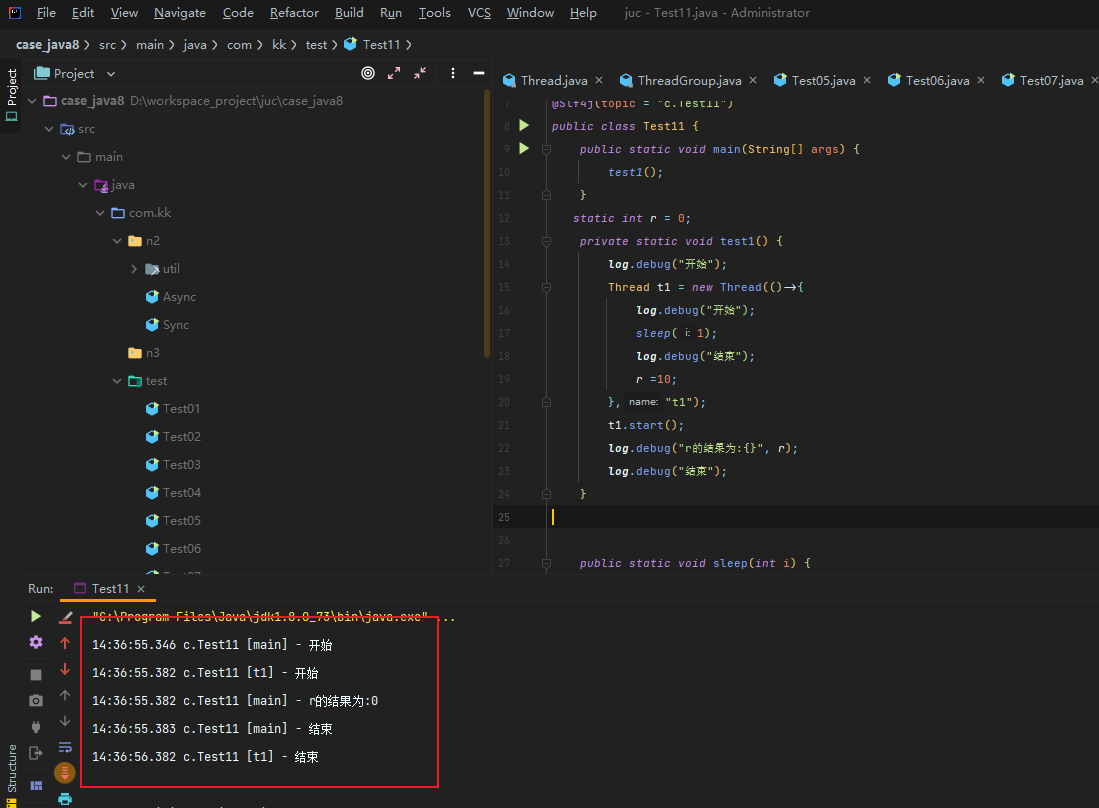 File Edit View Navigate Code Refactor Build Run Tools VCS Window Help juc - Test11.java - Administrator
case_java8 src main java com kk test Test11
Project
Project
Thread.java ThreadGroup.java Test05.java Test06.java Test07.java
case_java8 D:\workspace_project\juc\case_java8
src
main
java
com.kk
n2
util
Async
Sync
n3
test
Test01
Test02
Test03
Test04
Test05
Test06
7 @Slf4j(topic = "c.Test11")
8 public class Test11 {
9 public static void main(String[] args) {
10 test1();
11 }
12 static int r = 0;
13 private static void test1() {
14 log.debug("开始");
15 Thread t1 = new Thread(()→{
16 log.debug("开始");
17 sleep( i: 1);
18 log.debug("结束");
19 r =10;
20 }, name: "t1");
21 t1.start();
22 log.debug("r的结果为:{}", r);
23 log.debug("结束");
24 }
25
26
27 public static void sleep(int i) {
Run: Test11
"C:\Program Files\Java\jdk1.8.0_73\bin\java.exe" ...
14:36:55.346 c.Test11 [main] - 开始
14:36:55.382 c.Test11 [t1] - 开始
14:36:55.382 c.Test11 [main] - r的结果为:0
14:36:55.383 c.Test11 [main] - 结束
14:36:56.382 c.Test11 [t1] - 结束
Structure